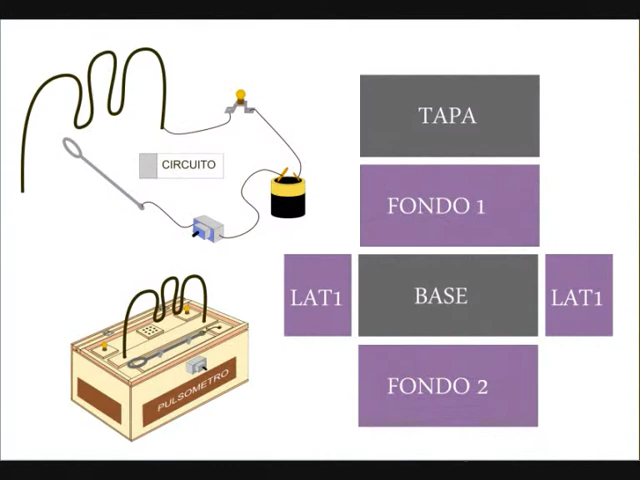 CIRCUITO
PULSOMETRO
TAPA
FONDO 1
LAT1
BASE
LAT1
FONDO 2